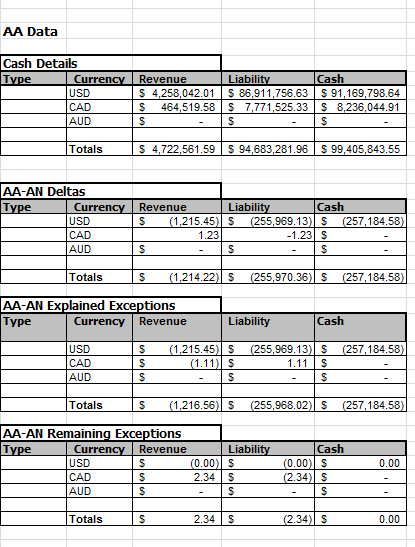 AA Data
Cash Details
Type Currency Revenue Liability Cash
USD $ 4,258,042.01 $ 86,911,756.63 $ 91,169,798.64
CAD $ 464,519.58 $ 7,771,525.33 $ 8,236,044.91
AUD $ - $ - $ -
Totals $ 4,722,561.59 $ 94,683,281.96 $ 99,405,843.55
AA-AN Deltas
Type Currency Revenue Liability Cash
USD $ (1,215.45) $ (255,969.13) $ (257,184.58)
CAD 1.23 -1.23 $ -
AUD $ - $ - $ -
Totals $ (1,214.22) $ (255,970.36) $ (257,184.58)
AA-AN Explained Exceptions
Type Currency Revenue Liability Cash
USD $ (1,215.45) $ (255,969.13) $ (257,184.58)
CAD $ (1.11) $ 1.11 $ -
AUD $ - $ - $ -
Totals $ (1,216.56) $ (255,968.02) $ (257,184.58)
AA-AN Remaining Exceptions
Type Currency Revenue Liability Cash
USD $ (0.00) $ (0.00) $ 0.00
CAD $ 2.34 $ (2.34) $ -
AUD $ - $ - $ -
Totals $ 2.34 $ (2.34) $ 0.00